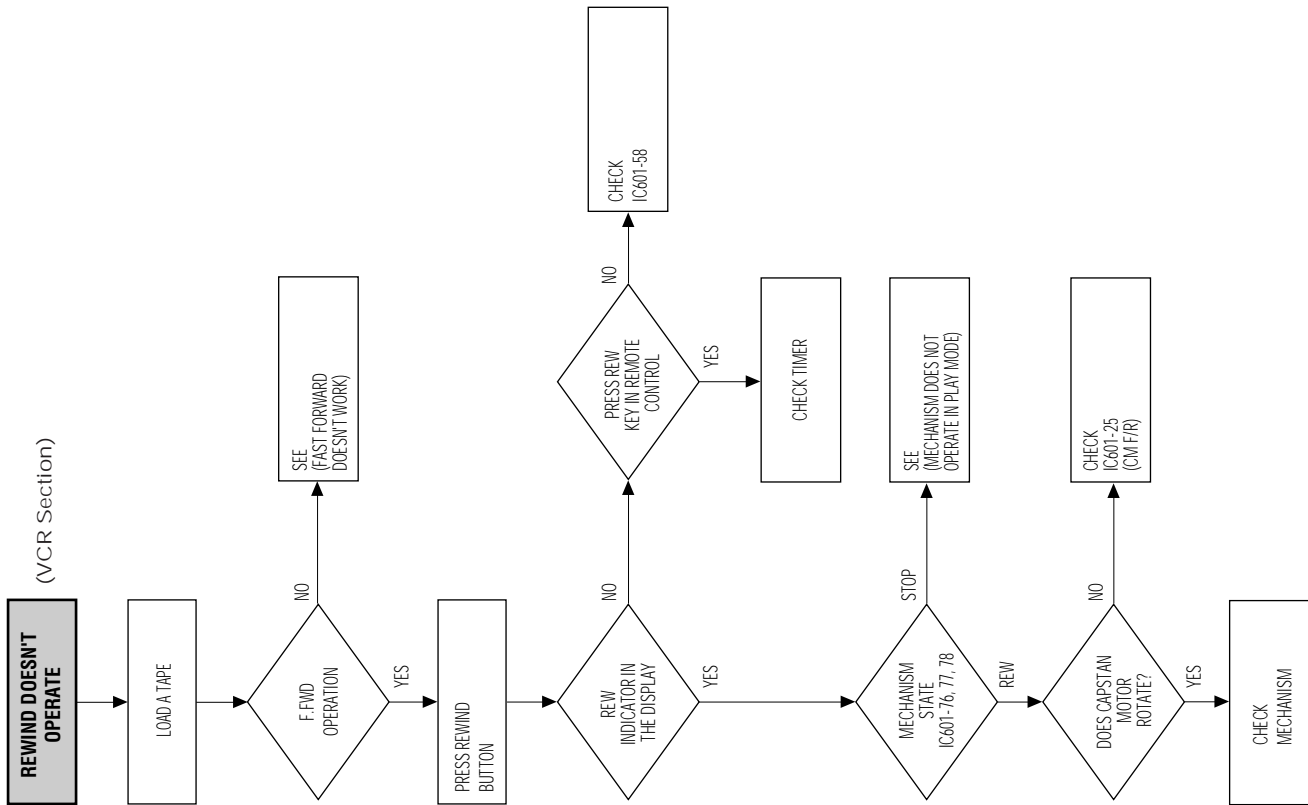 REWIND DOESN'T
OPERATE
(VCR Section)
LOAD A TAPE
F.FWD
OPERATION
NO
SEE
(FAST FORWARD
DOESN'T WORK)
YES
PRESS REWIND
BUTTON
REW
INDICATOR IN
THE DISPLAY
NO
PRESS REW
KEY IN REMOTE
CONTROL
NO
CHECK
IC601-58
YES
CHECK TIMER
YES
MECHANISM
STATE
IC601-76, 77, 78
STOP
SEE
(MECHANISM DOES NOT
OPERATE IN PLAY MODE)
REW
DOES CAPSTAN
MOTOR
ROTATE?
NO
CHECK
IC601-25
(CM F/R)
YES
CHECK
MECHANISM